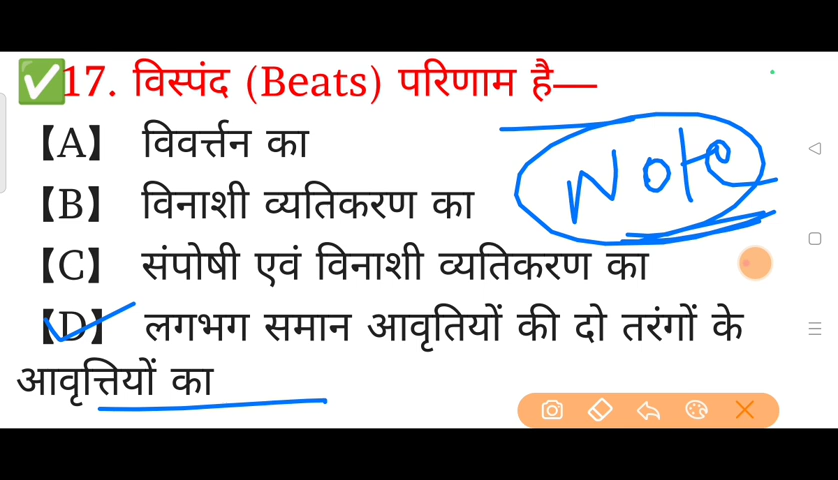 ✅17. विस्पंद (Beats) परिणाम है—
【A】 विवर्त्तन का
【B】 विनाशी व्यतिकरण का
Note
【C】 संपोषी एवं विनाशी व्यतिकरण का
【D】 लगभग समान आवृतियों की दो तरंगों के
आवृत्तियों का